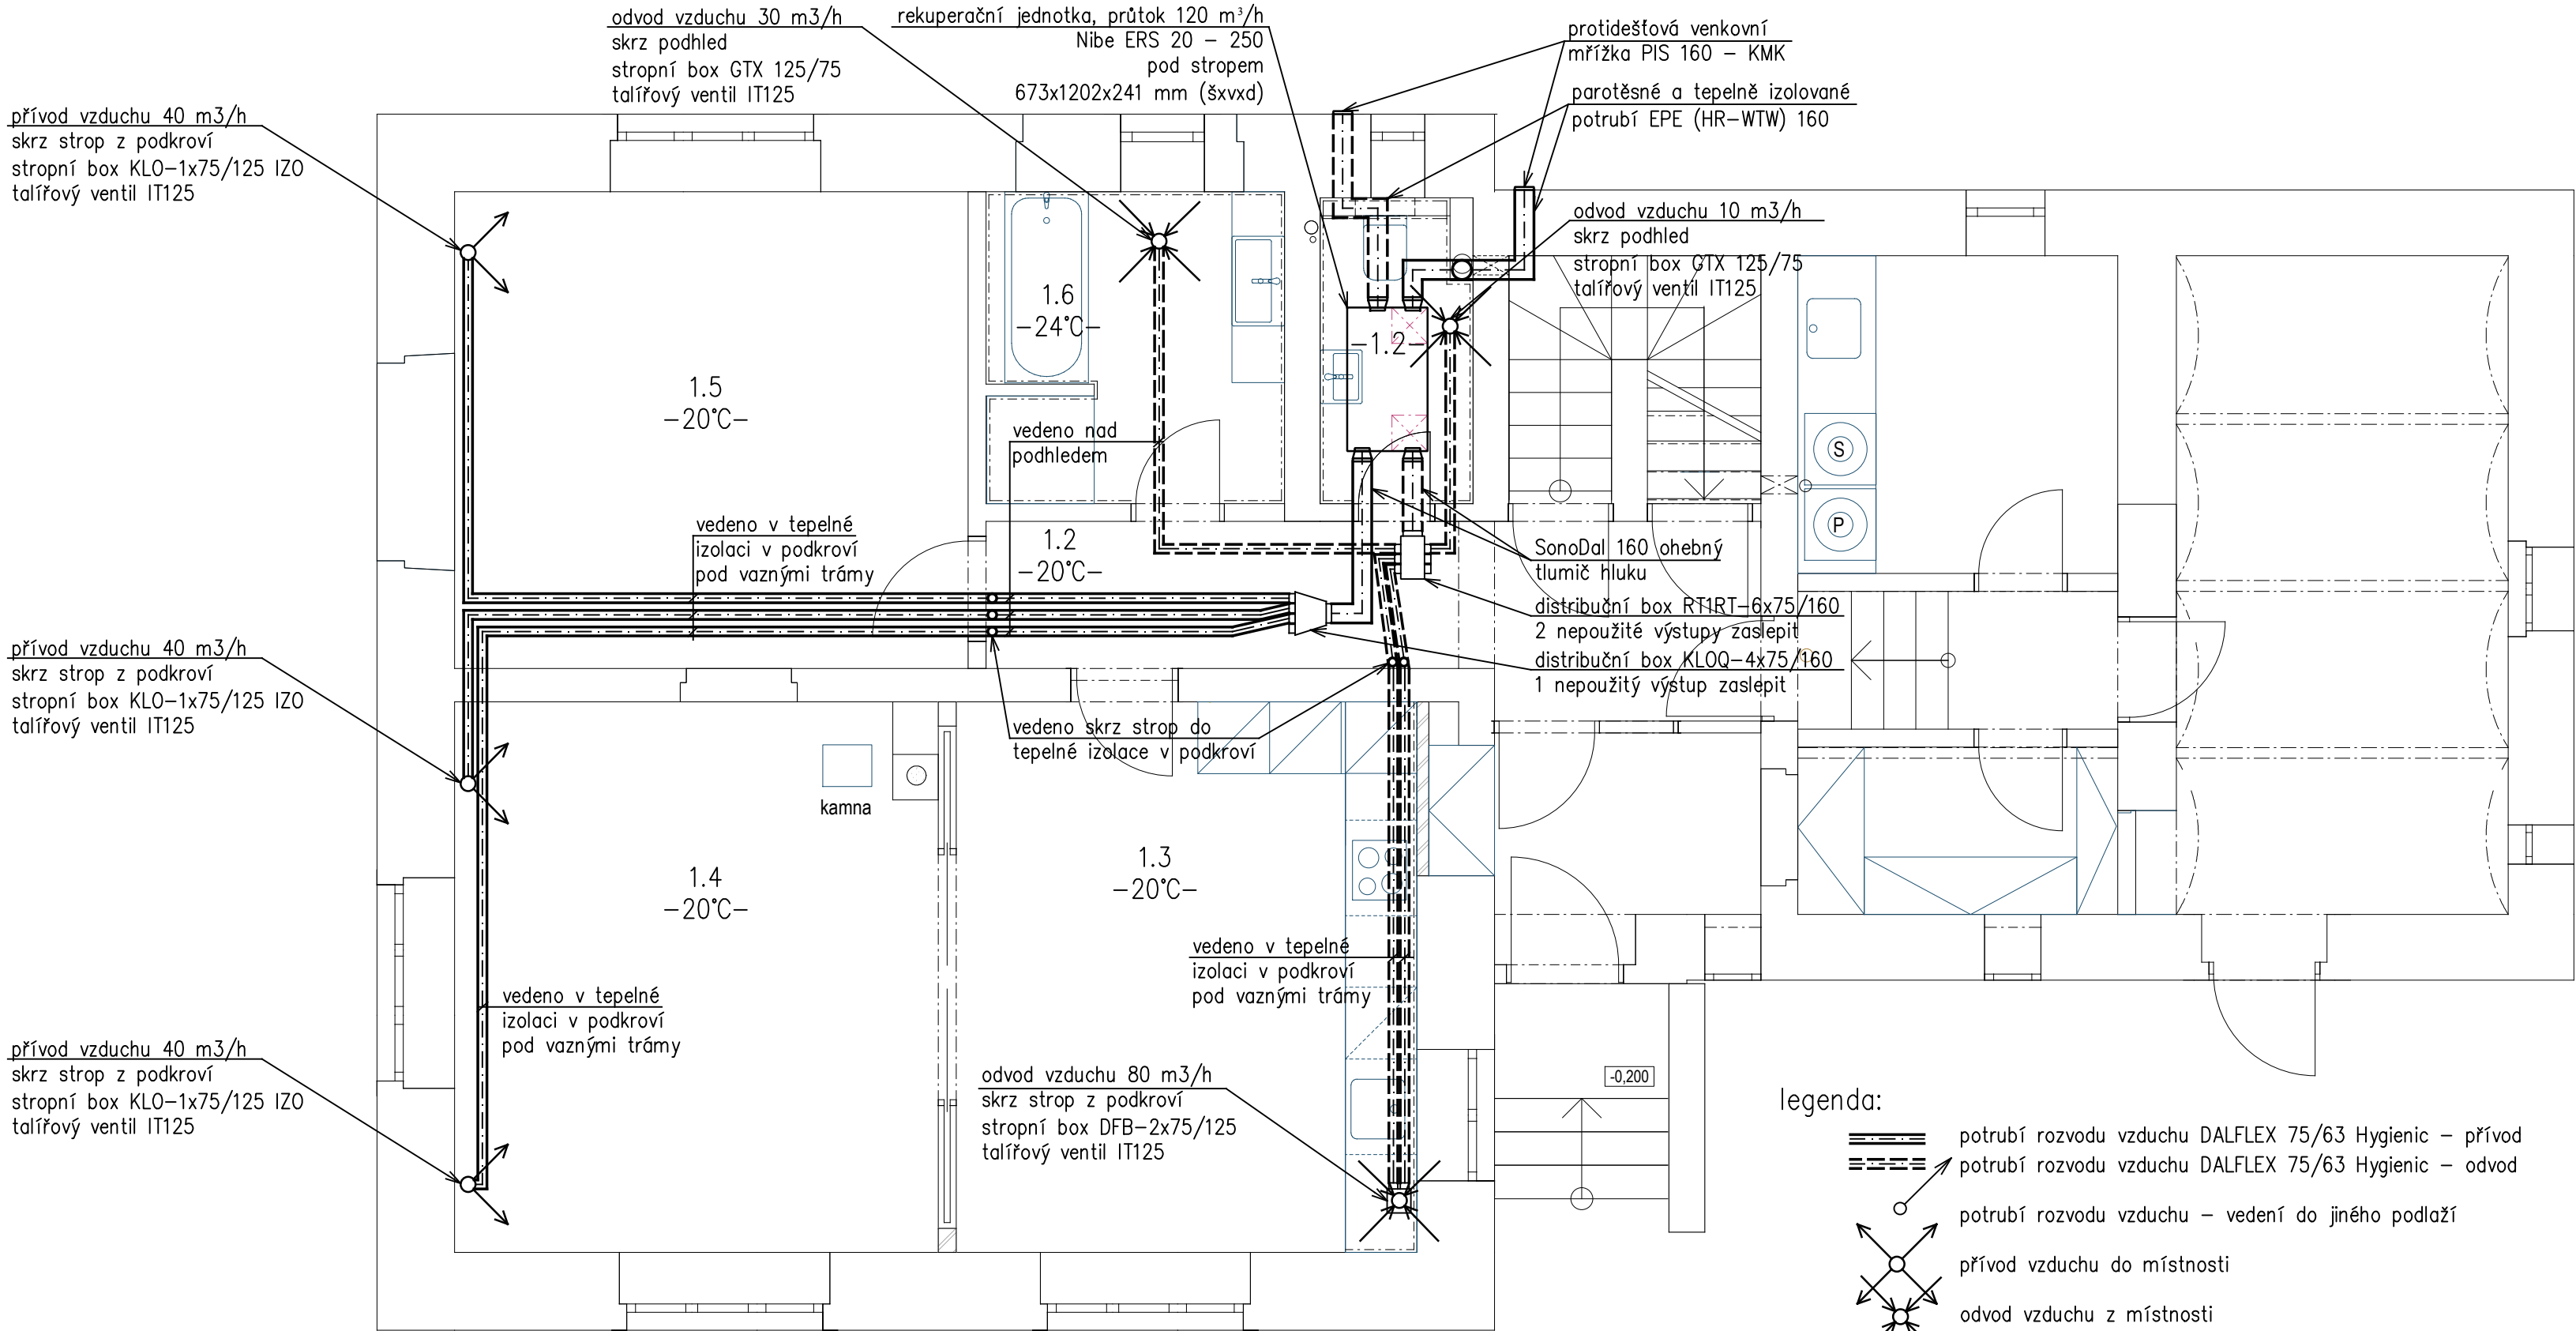 odvod vzduchu 30 m3/h
skrz podhled
stropní box GTX 125/75
talířový ventil IT125
rekuperační jednotka, průtok 120 m³/h
Nibe ERS 20 – 250
pod stropem
673x1202x241 mm (šxvxd)
protidešťová venkovní
mřížka PIS 160 – KMK
parotěsné a tepelně izolované
potrubí EPE (HR–WTW) 160
přívod vzduchu 40 m3/h
skrz strop z podkroví
stropní box KLO–1x75/125 IZO
talířový ventil IT125
odvod vzduchu 10 m3/h
skrz podhled
stropní box GTX 125/75
talířový ventil IT125
1.6
–24°C–
–1.2–
1.5
–20°C–
vedeno nad
podhledem
S
P
vedeno v tepelné
izolaci v podkroví
pod vaznými trámy
1.2
–20°C–
SonoDal 160 ohebný
tlumič hluku
distribuční box RT1RT–6x75/160
2 nepoužité výstupy zaslepit
distribuční box KLOQ–4x75/160
1 nepoužitý výstup zaslepit
přívod vzduchu 40 m3/h
skrz strop z podkroví
stropní box KLO–1x75/125 IZO
talířový ventil IT125
vedeno skrz strop do
tepelné izolace v podkroví
kamna
1.4
–20°C–
1.3
–20°C–
vedeno v tepelné
izolaci v podkroví
pod vaznými trámy
vedeno v tepelné
izolaci v podkroví
pod vaznými trámy
přívod vzduchu 40 m3/h
skrz strop z podkroví
stropní box KLO–1x75/125 IZO
talířový ventil IT125
odvod vzduchu 80 m3/h
skrz strop z podkroví
stropní box DFB–2x75/125
talířový ventil IT125
-0,200
legenda:
potrubí rozvodu vzduchu DALFLEX 75/63 Hygienic – přívod
potrubí rozvodu vzduchu DALFLEX 75/63 Hygienic – odvod
potrubí rozvodu vzduchu – vedení do jiného podlaží
přívod vzduchu do místnosti
odvod vzduchu z místnosti